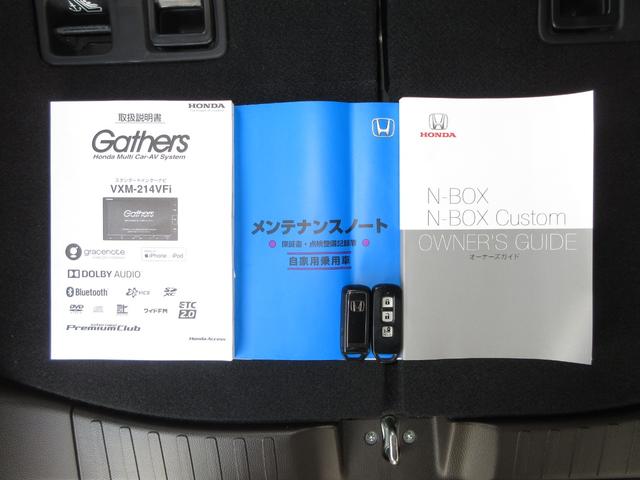 HONDA
取扱説明書
Gathers
Honda Multi Car-AV System
スタンダードインターナビ
VXM-214VFi
Gathers
gracenote
iPhone iPod
DOLBY AUDIO
Bluetooth
SD XC
DVD
ワイドFM
ETC 2.0
PremiumClub
Honda Access
メンテナンスノート
保証書・点検整備記録簿
自家用乗用車
HONDA
N-BOX
N-BOX Custom
OWNER'S GUIDE
オーナーズガイド